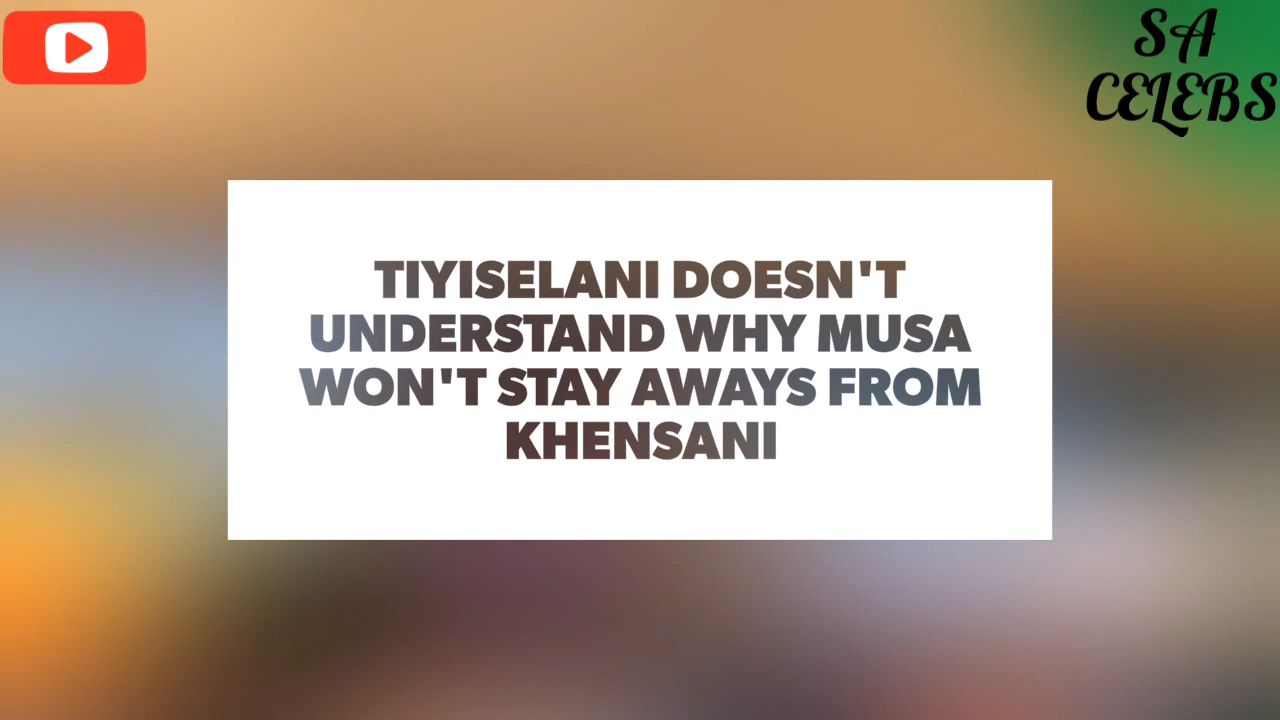 SA
CELEBS
TIYISELANI DOESN'T
UNDERSTAND WHY MUSA
WON'T STAY AWAYS FROM
KHENSANI